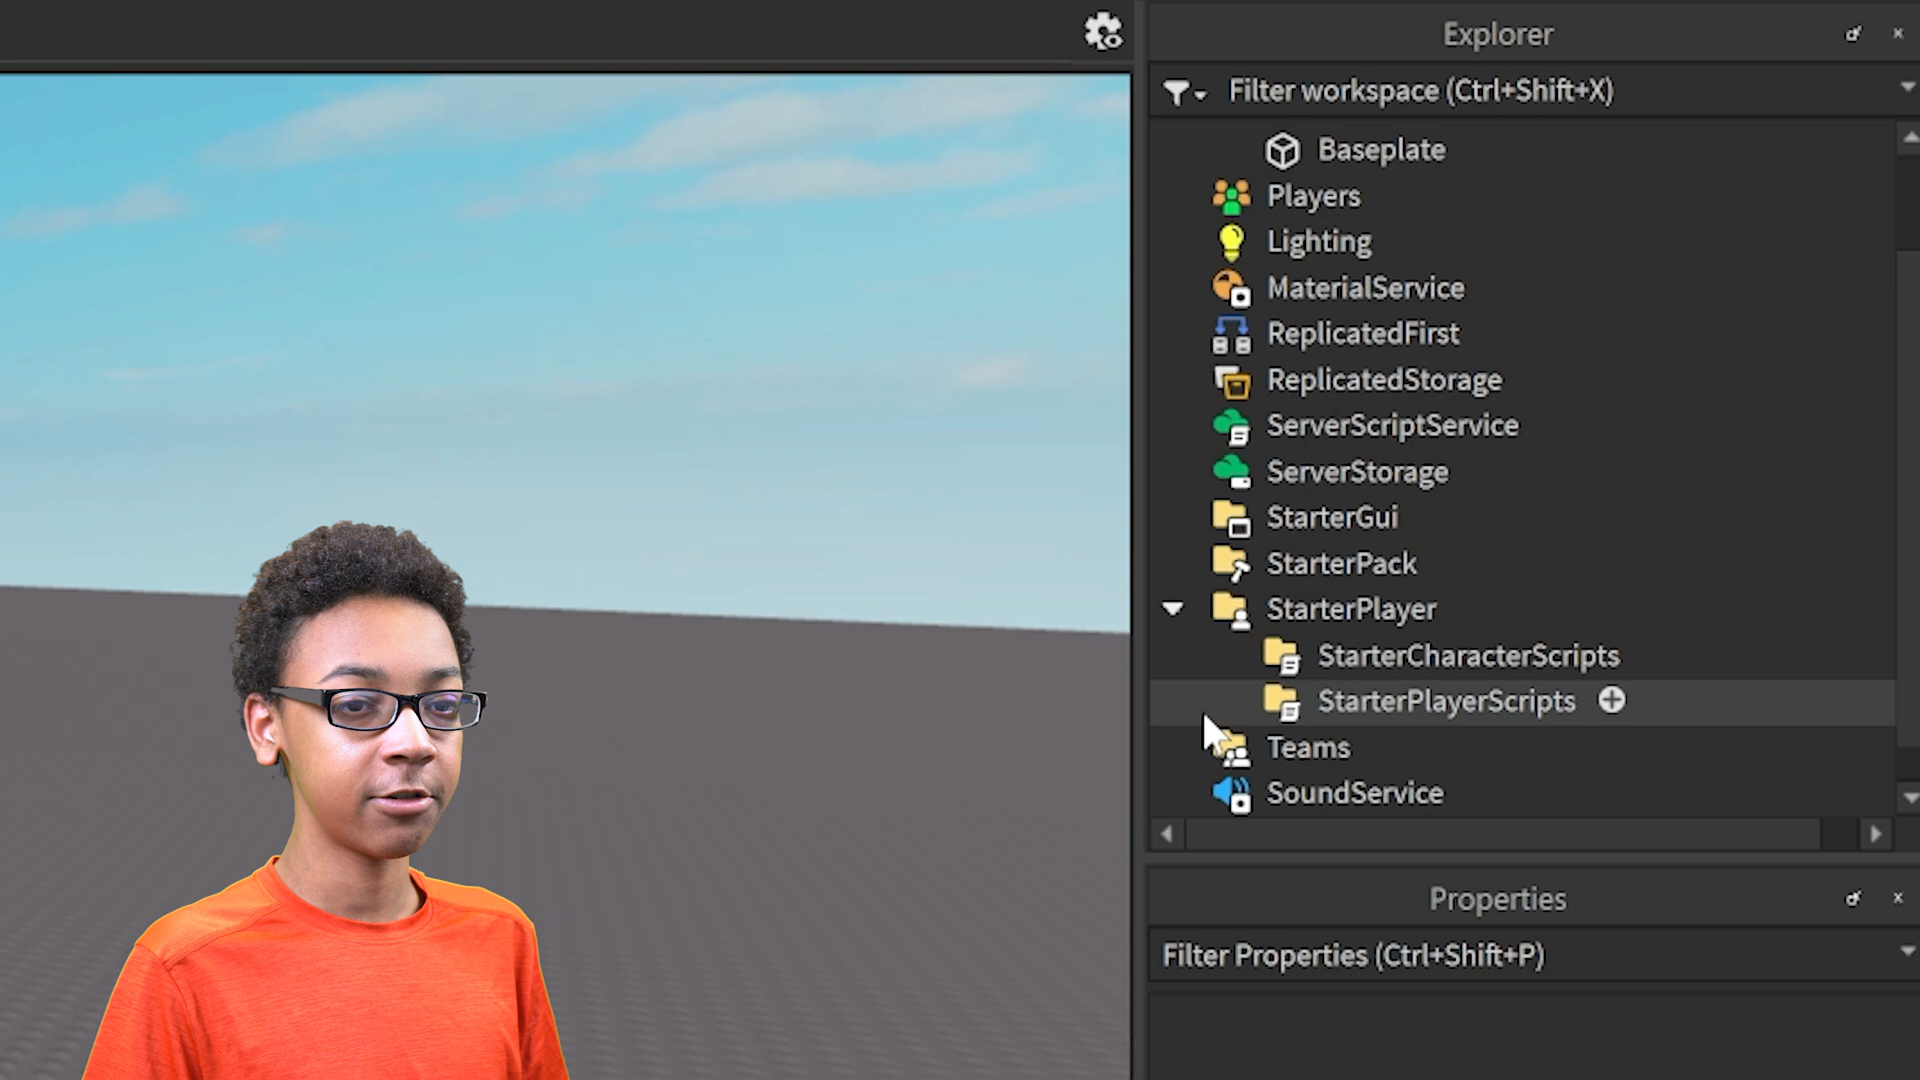 Explorer
Filter workspace (Ctrl+Shift+X)
Baseplate
Players
Lighting
MaterialService
ReplicatedFirst
ReplicatedStorage
ServerScriptService
ServerStorage
StarterGui
StarterPack
StarterPlayer
StarterCharacterScripts
StarterPlayerScripts
Teams
SoundService
Properties
Filter Properties (Ctrl+Shift+P)